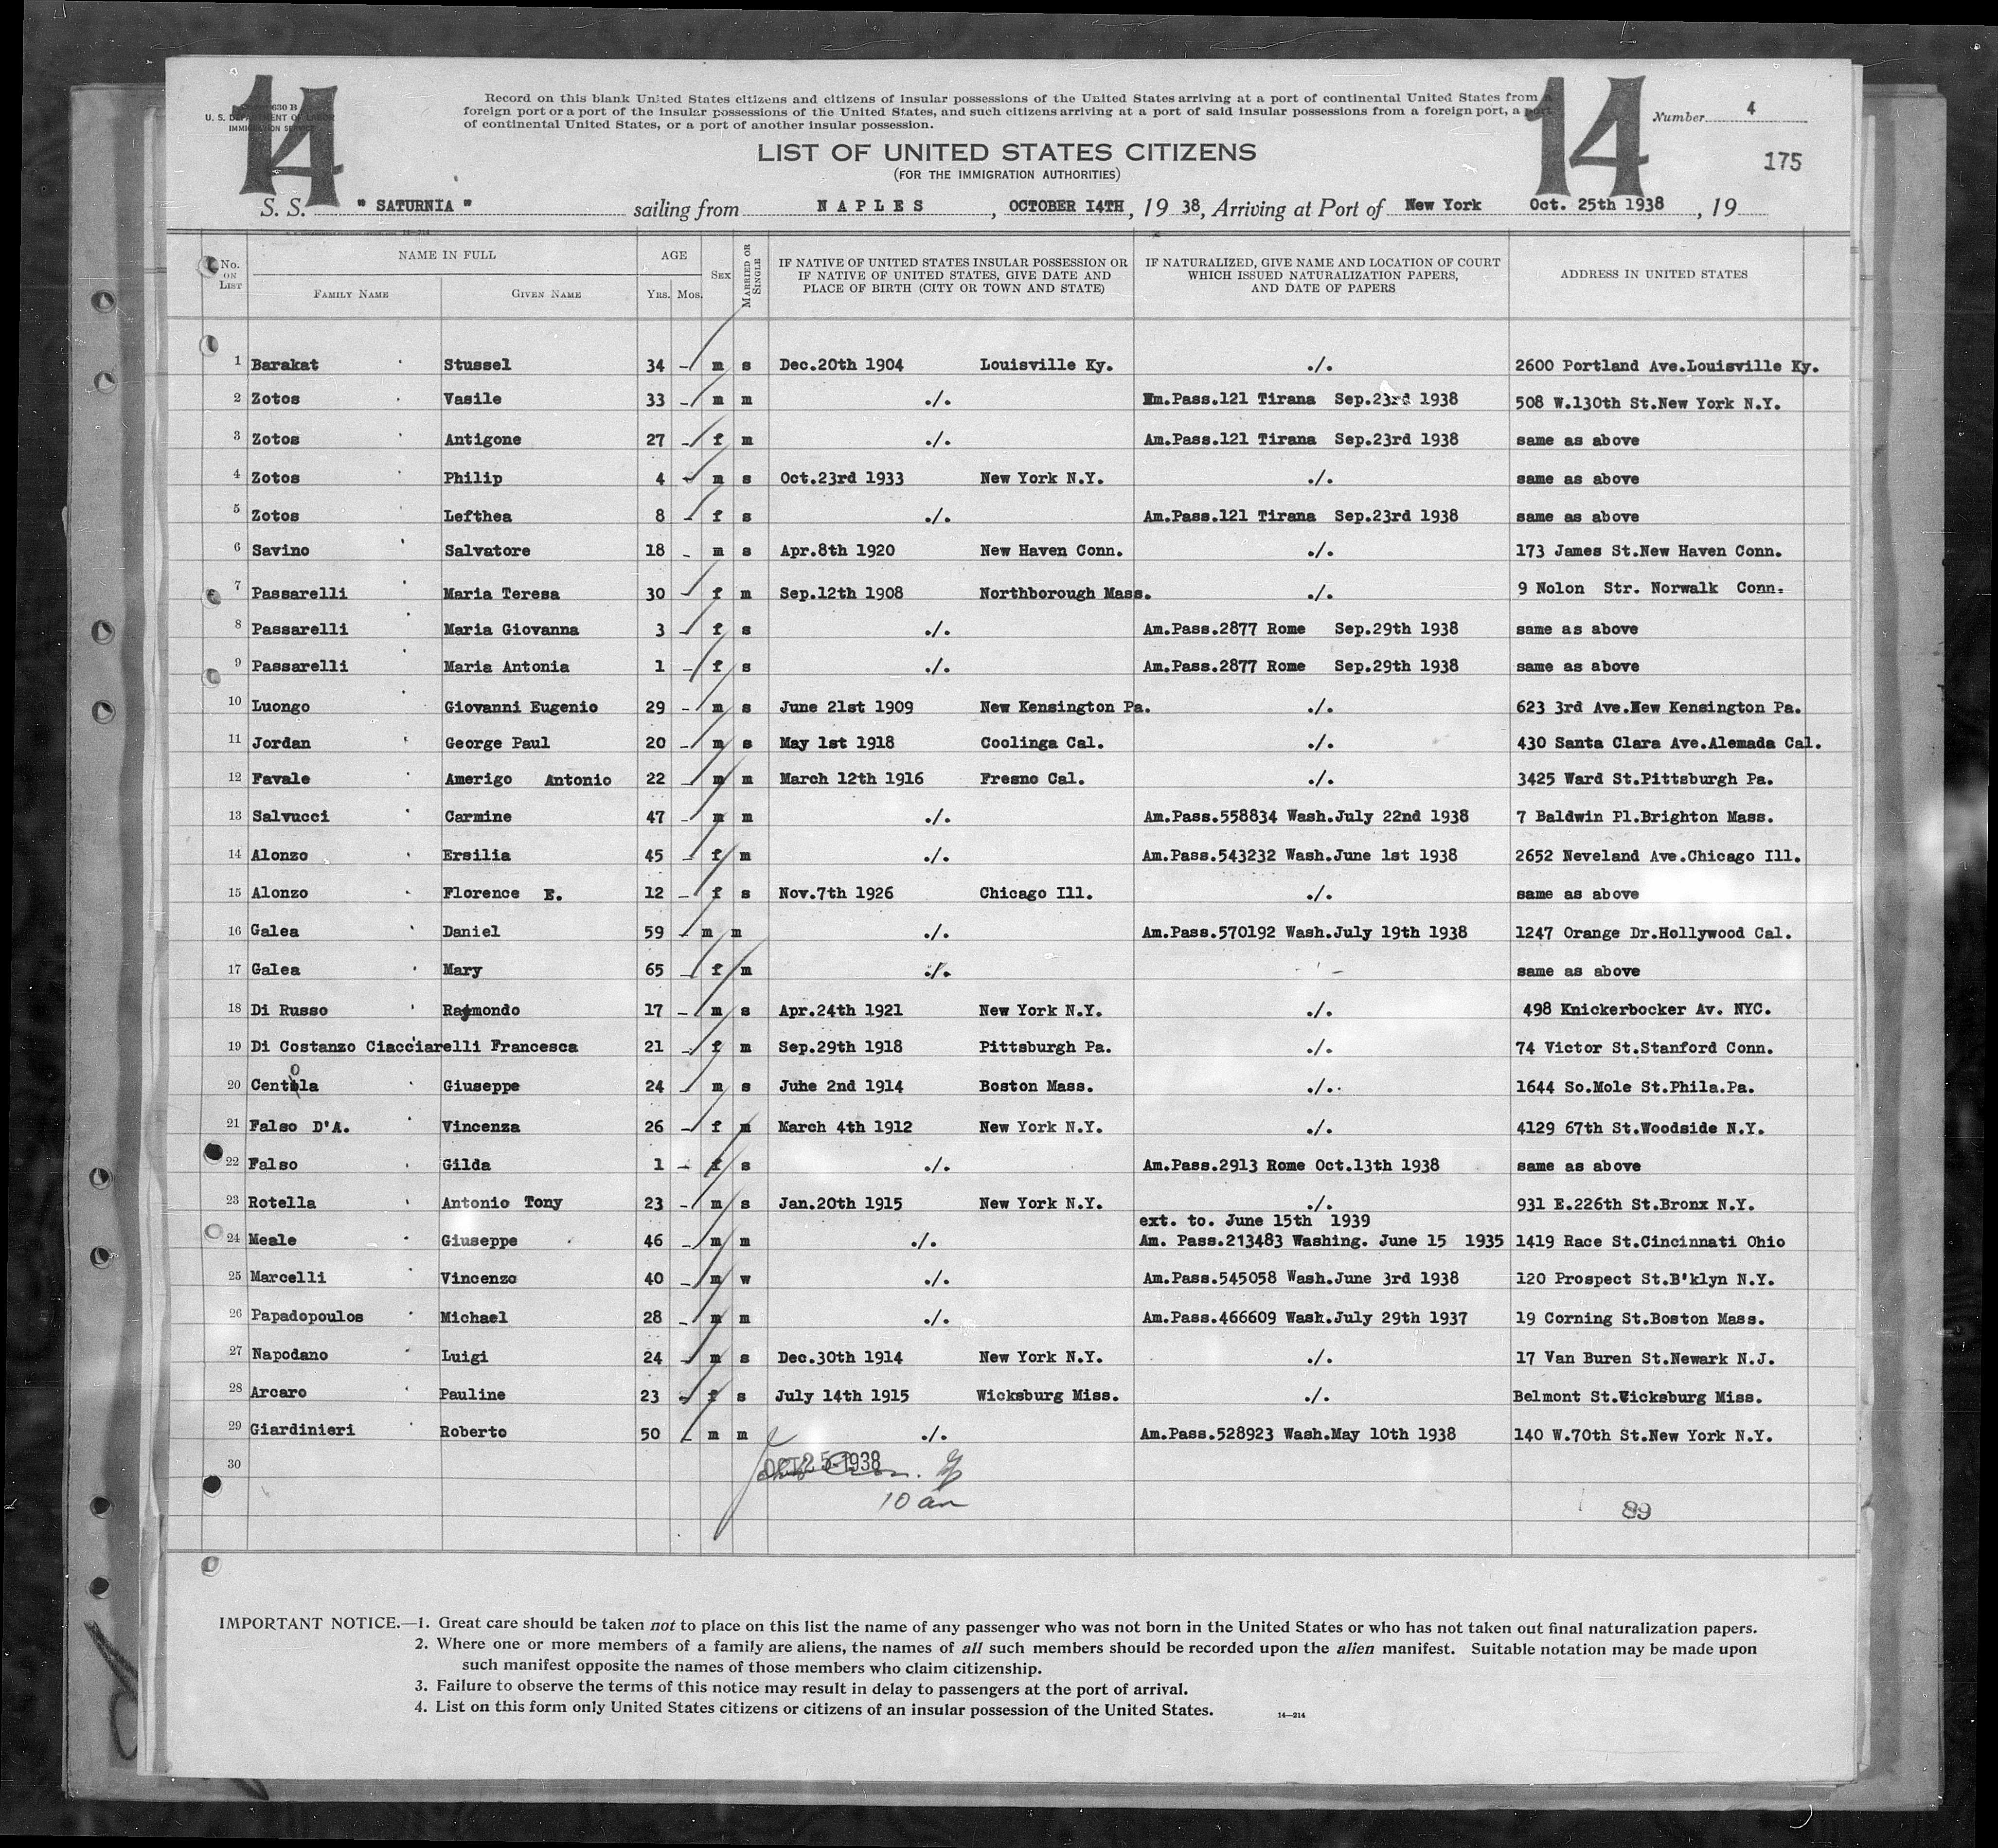 14
14
Form 630 B
U. S. DEPARTMENT OF LABOR
IMMIGRATION SERVICE
Record on this blank United States citizens and citizens of insular possessions of the United States arriving at a port of continental United States from a
foreign port or a port of the insular possessions of the United States, and such citizens arriving at a port of said insular possessions from a foreign port, a port
of continental United States, or a port of another insular possession.
Number 4
175
LIST OF UNITED STATES CITIZENS
(FOR THE IMMIGRATION AUTHORITIES)
S. S. " SATURNIA " sailing from N A P L E S , OCTOBER I4TH, 19 38, Arriving at Port of New York Oct. 25th 1938 , 19
No. ON LIST NAME IN FULL AGE SEX MARRIED OR SINGLE IF NATIVE OF UNITED STATES INSULAR POSSESSION OR IF NATIVE OF UNITED STATES, GIVE DATE AND PLACE OF BIRTH (CITY OR TOWN AND STATE) IF NATURALIZED, GIVE NAME AND LOCATION OF COURT WHICH ISSUED NATURALIZATION PAPERS, AND DATE OF PAPERS ADDRESS IN UNITED STATES
FAMILY NAME GIVEN NAME YRS. MOS.
1 Barakat Stussel 34 - m s Dec.20th 1904 Louisville Ky. ./. 2600 Portland Ave.Louisville Ky.
2 Zotos Vasile 33 - m m ./. Am.Pass.121 Tirana Sep.23rd 1938 508 W.130th St.New York N.Y.
3 Zotos Antigone 27 - f m ./. Am.Pass.121 Tirana Sep.23rd 1938 same as above
4 Zotos Philip 4 - m s Oct.23rd 1933 New York N.Y. ./. same as above
5 Zotos Lefthea 8 - f s ./. Am.Pass.121 Tirana Sep.23rd 1938 same as above
6 Savino Salvatore 18 - m s Apr.8th 1920 New Haven Conn. ./. 173 James St.New Haven Conn.
7 Passarelli Maria Teresa 30 - f m Sep.12th 1908 Northborough Mass. ./. 9 Nolon Str. Norwalk Conn.
8 Passarelli Maria Giovanna 3 - f s ./. Am.Pass.2877 Rome Sep.29th 1938 same as above
9 Passarelli Maria Antonia 1 - f s ./. Am.Pass.2877 Rome Sep.29th 1938 same as above
10 Luongo Giovanni Eugenio 29 - m s June 21st 1909 New Kensington Pa. ./. 623 3rd Ave.New Kensington Pa.
11 Jordan George Paul 20 - m s May 1st 1918 Coolinga Cal. ./. 430 Santa Clara Ave.Alemada Cal.
12 Favale Amerigo Antonio 22 - m m March 12th 1916 Fresno Cal. ./. 3425 Ward St.Pittsburgh Pa.
13 Salvucci Carmine 47 - m m ./. Am.Pass.558834 Wash.July 22nd 1938 7 Baldwin Pl.Brighton Mass.
14 Alonzo Ersilia 45 - f m ./. Am.Pass.543232 Wash.June 1st 1938 2652 Neveland Ave.Chicago Ill.
15 Alonzo Florence E. 12 - f s Nov.7th 1926 Chicago Ill. ./. same as above
16 Galea Daniel 59 - m m ./. Am.Pass.570192 Wash.July 19th 1938 1247 Orange Dr.Hollywood Cal.
17 Galea Mary 65 - f m ./. same as above
18 Di Russo Raymondo 17 - m s Apr.24th 1921 New York N.Y. ./. 498 Knickerbocker Av. NYC.
19 Di Costanzo Ciacciarelli Francesca 21 - f m Sep.29th 1918 Pittsburgh Pa. ./. 74 Victor St.Stanford Conn.
20 Centola Giuseppe 24 - m s Juhe 2nd 1914 Boston Mass. ./. 1644 So.Mole St.Phila.Pa.
21 Falso D'A. Vincenza 26 - f m March 4th 1912 New York N.Y. ./. 4129 67th St.Woodside N.Y.
22 Falso Gilda 1 - f s ./. Am.Pass.2913 Rome Oct.13th 1938 same as above
23 Rotella Antonio Tony 23 - m s Jan.20th 1915 New York N.Y. ./. 931 E.226th St.Bronx N.Y.
ext. to. June 15th 1939
24 Meale Giuseppe 46 - m m ./. Am. Pass.213483 Washing. June 15 1935 1419 Race St.Cincinnati Ohio
25 Marcelli Vincenzo 40 - m w ./. Am.Pass.545058 Wash.June 3rd 1938 120 Prospect St.B'klyn N.Y.
26 Papadopoulos Michael 28 - m m ./. Am.Pass.466609 Wash.July 29th 1937 19 Corning St.Boston Mass.
27 Napodano Luigi 24 - m s Dec.30th 1914 New York N.Y. ./. 17 Van Buren St.Newark N.J.
28 Arcaro Pauline 23 - f s July 14th 1915 Wicksburg Miss. ./. Belmont St.Wicksburg Miss.
29 Giardinieri Roberto 50 - m m ./. Am.Pass.528923 Wash.May 10th 1938 140 W.70th St.New York N.Y.
30 OCT 25 1938
10 am
89
IMPORTANT NOTICE.—1. Great care should be taken not to place on this list the name of any passenger who was not born in the United States or who has not taken out final naturalization papers.
2. Where one or more members of a family are aliens, the names of all such members should be recorded upon the alien manifest. Suitable notation may be made upon
such manifest opposite the names of those members who claim citizenship.
3. Failure to observe the terms of this notice may result in delay to passengers at the port of arrival.
4. List on this form only United States citizens or citizens of an insular possession of the United States.
14—214